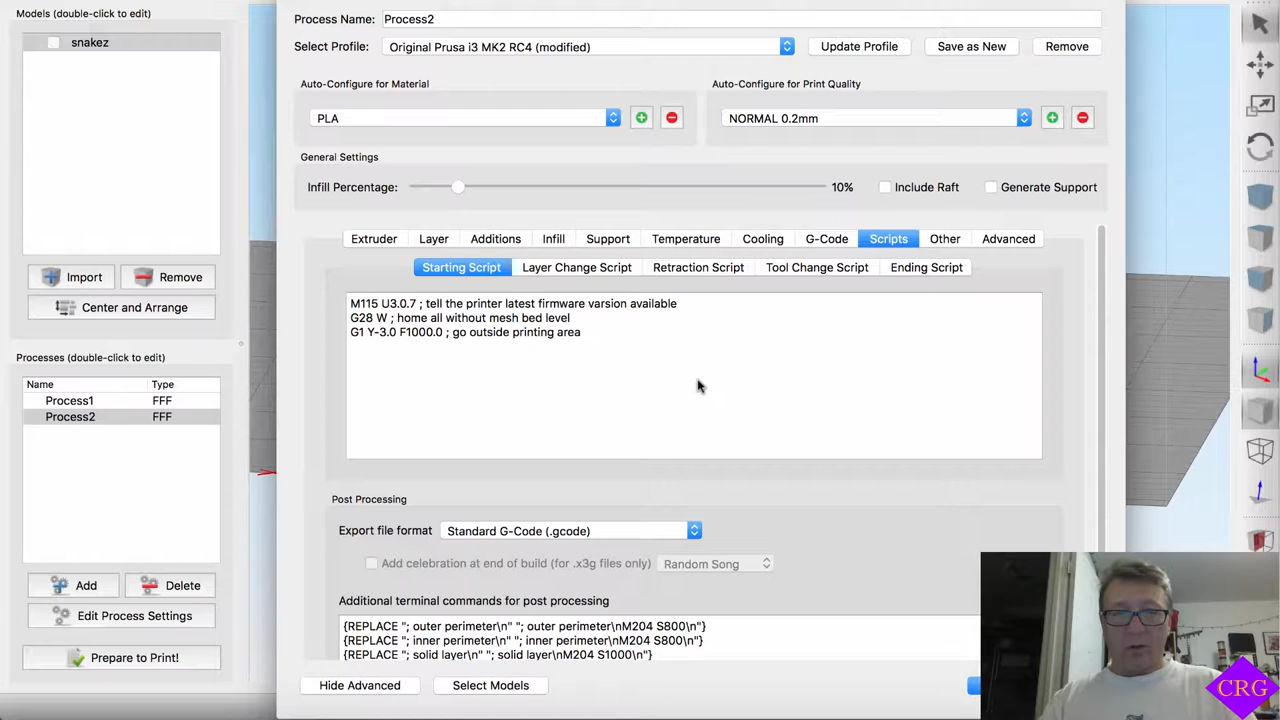 Models (double-click to edit)
snakez
Import
Remove
Center and Arrange
Processes (double-click to edit)
Name Type
Process1 FFF
Process2 FFF
Add
Delete
Edit Process Settings
Prepare to Print!
Process Name: Process2
Select Profile: Original Prusa i3 MK2 RC4 (modified) Update Profile Save as New Remove
Auto-Configure for Material
PLA
Auto-Configure for Print Quality
NORMAL 0.2mm
General Settings
Infill Percentage: 10% Include Raft Generate Support
Extruder Layer Additions Infill Support Temperature Cooling G-Code Scripts Other Advanced
Starting Script Layer Change Script Retraction Script Tool Change Script Ending Script
M115 U3.0.7 ; tell the printer latest firmware varsion available
G28 W ; home all without mesh bed level
G1 Y-3.0 F1000.0 ; go outside printing area
Post Processing
Export file format Standard G-Code (.gcode)
Add celebration at end of build (for .x3g files only) Random Song
Additional terminal commands for post processing
{REPLACE "; outer perimeter\n" "; outer perimeter\nM204 S800\n"}
{REPLACE "; inner perimeter\n" "; inner perimeter\nM204 S800\n"}
{REPLACE "; solid layer\n" "; solid layer\nM204 S1000\n"}
Hide Advanced Select Models
CRG